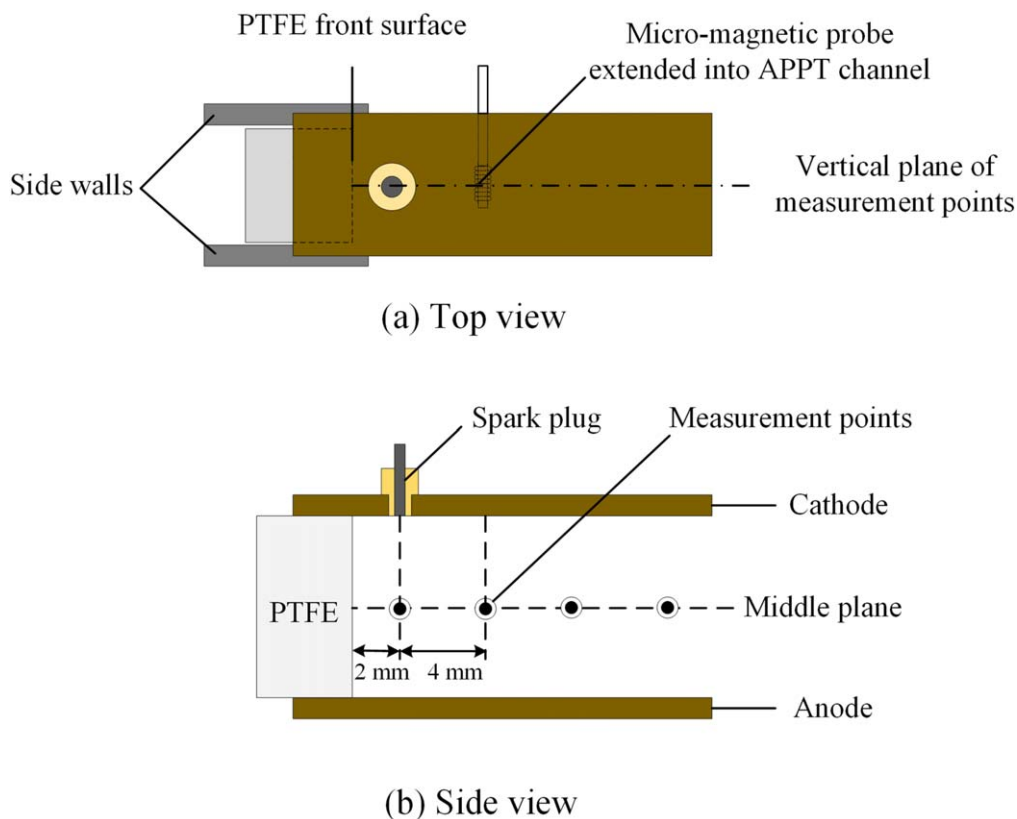 PTFE front surface
Micro-magnetic probe
extended into APPT channel
Side walls
Vertical plane of
measurement points
(a) Top view
Spark plug
Measurement points
Cathode
PTFE
Middle plane
2 mm
4 mm
Anode
(b) Side view